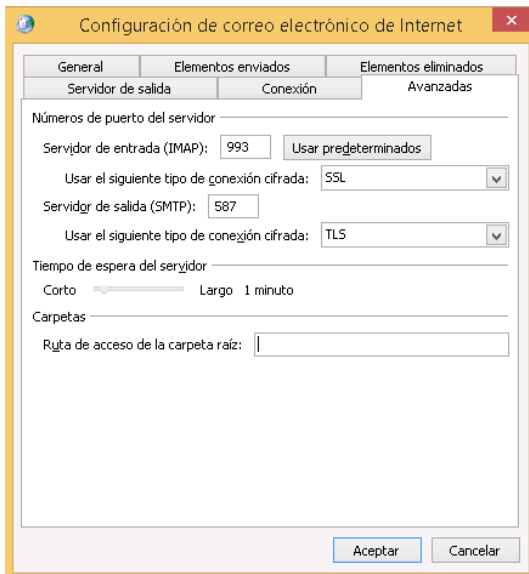 Configuración de correo electrónico de Internet
General Elementos enviados Elementos eliminados
Servidor de salida Conexión Avanzadas
Números de puerto del servidor
Servidor de entrada (IMAP): 993 Usar predeterminados
Usar el siguiente tipo de conexión cifrada: SSL
Servidor de salida (SMTP): 587
Usar el siguiente tipo de conexión cifrada: TLS
Tiempo de espera del servidor
Corto Largo 1 minuto
Carpetas
Ruta de acceso de la carpeta raíz:
Aceptar Cancelar